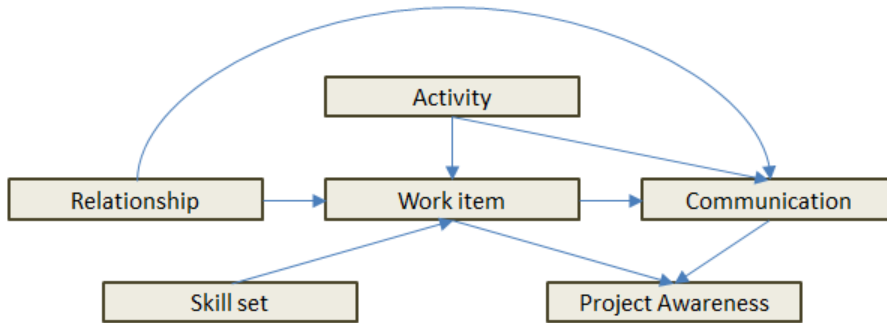 Activity
Relationship
Work item
Communication
Skill set
Project Awareness